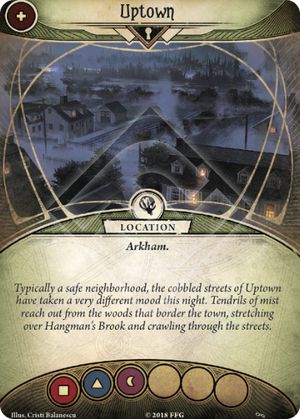 Uptown
LOCATION
Arkham.
Typically a safe neighborhood, the cobbled streets of Uptown
have taken a very different mood this night. Tendrils of mist
reach out from the woods that border the town, stretching
over Hangman's Brook and crawling through the streets.
Illus. Cristi Balanescu
© 2018 FFG